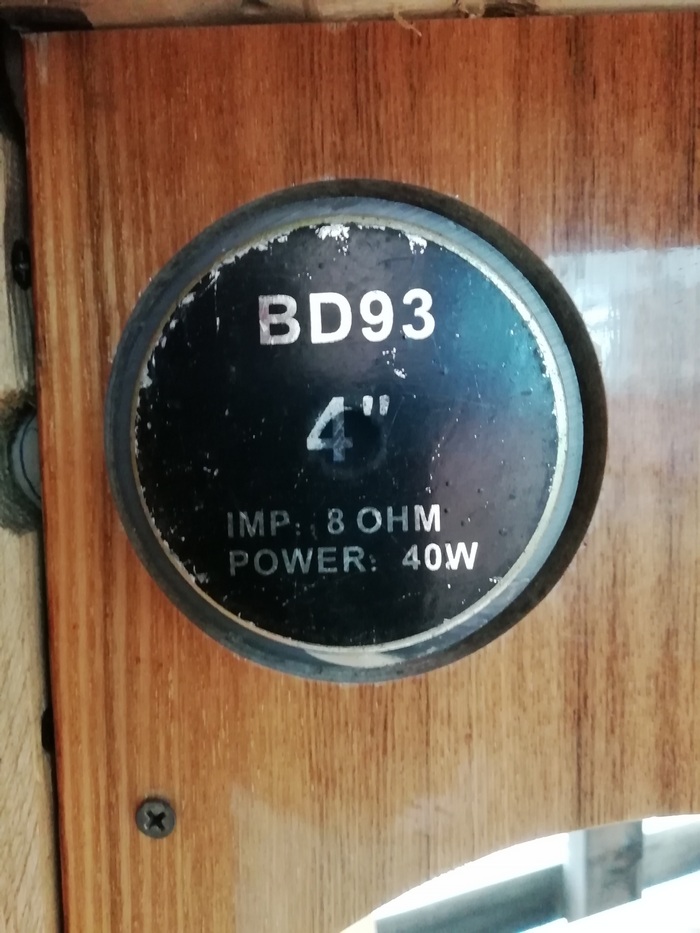 BD93
4"
IMP: 8 OHM
POWER: 40W